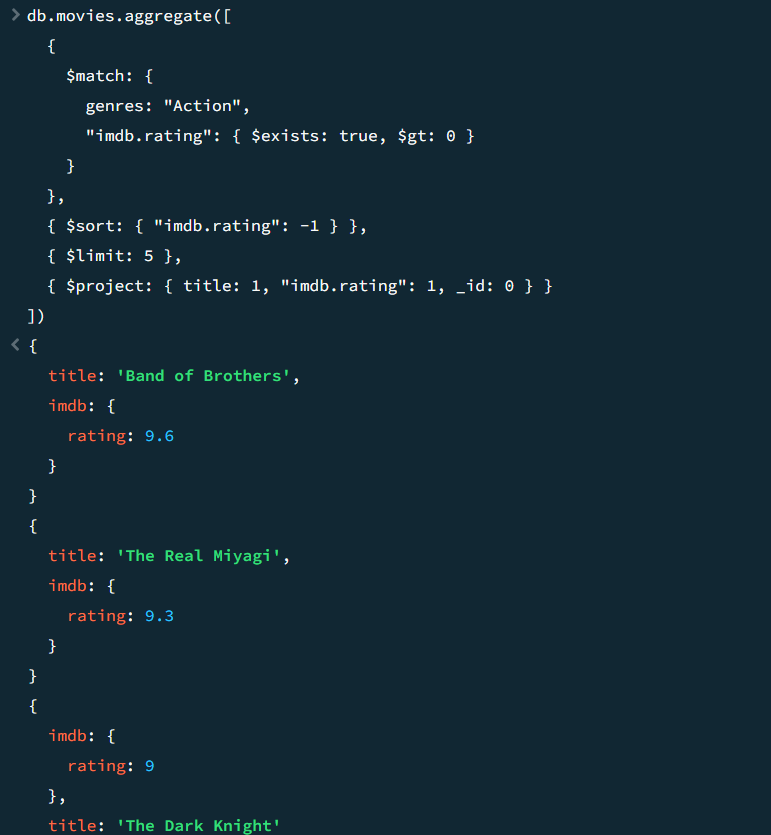 > db.movies.aggregate([
    {
      $match: {
        genres: "Action",
        "imdb.rating": { $exists: true, $gt: 0 }
      }
    },
    { $sort: { "imdb.rating": -1 } },
    { $limit: 5 },
    { $project: { title: 1, "imdb.rating": 1, _id: 0 } }
  ])
< {
    title: 'Band of Brothers',
    imdb: {
      rating: 9.6
    }
  }
  {
    title: 'The Real Miyagi',
    imdb: {
      rating: 9.3
    }
  }
  {
    imdb: {
      rating: 9
    },
    title: 'The Dark Knight'